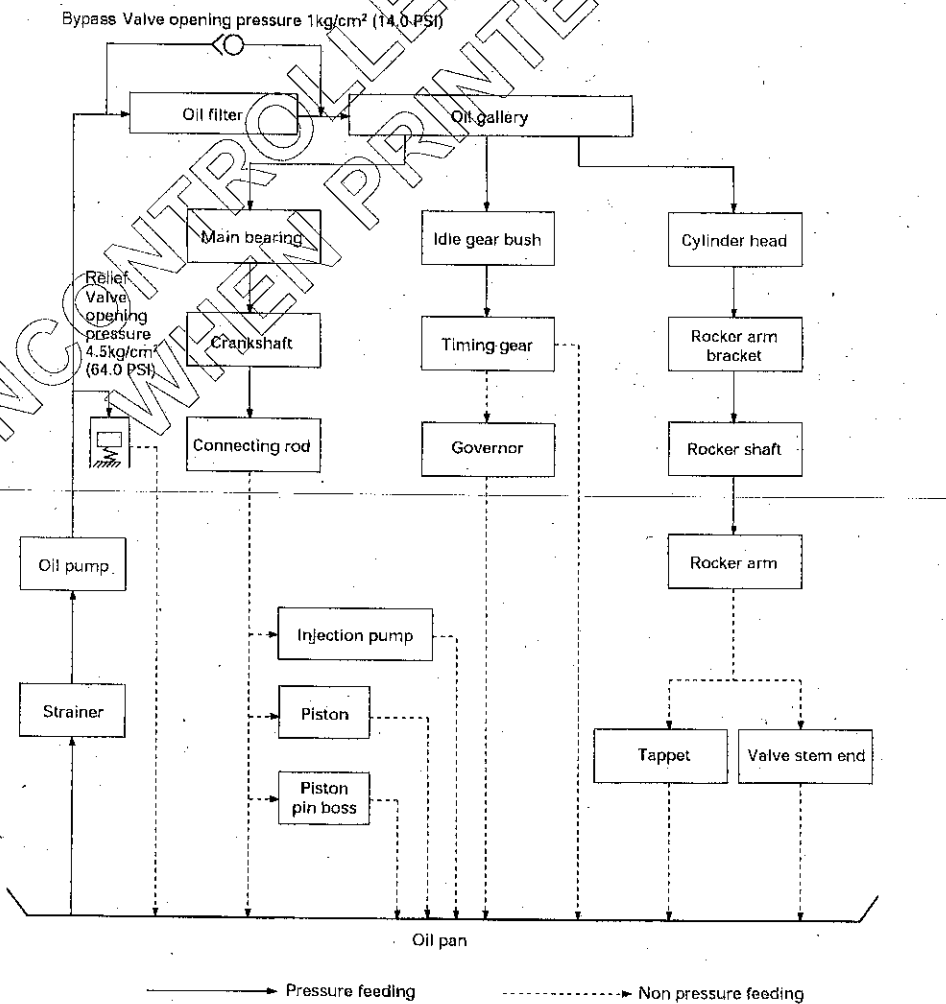 Bypass Valve opening pressure 1kg/cm² (14.0 PSI)
Oil filter
Oil gallery
Main bearing
Idle gear bush
Cylinder head
Relief
Valve
opening
pressure
4.5kg/cm²
(64.0 PSI)
Crankshaft
Timing gear
Rocker arm
bracket
Connecting rod
Governor
Rocker shaft
Oil pump
Rocker arm
Injection pump
Strainer
Piston
Tappet
Valve stem end
Piston
pin boss
Oil pan
Pressure feeding
Non pressure feeding
NCONTROLLE
WHEN PRINTE